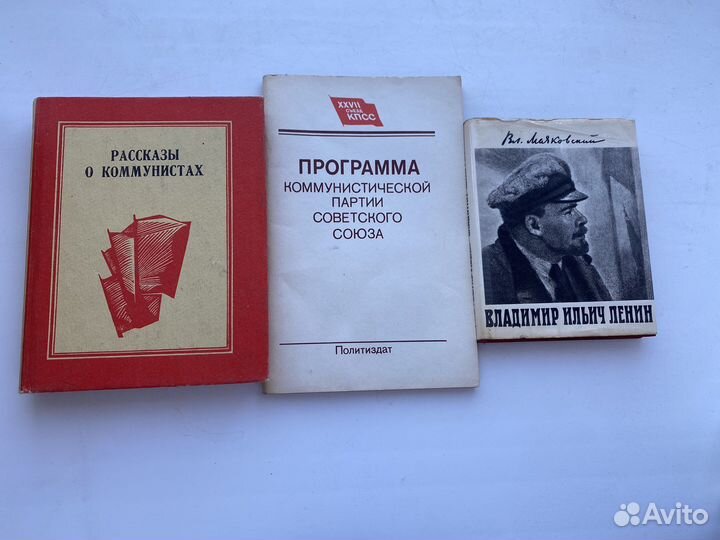 РАССКАЗЫ
О КОММУНИСТАХ
XXVII
СЪЕЗД
КПСС
ПРОГРАММА
КОММУНИСТИЧЕСКОЙ
ПАРТИИ
СОВЕТСКОГО
СОЮЗА
Политиздат
Вл. Маяковский
ВЛАДИМИР ИЛЬИЧ ЛЕНИН
Avito